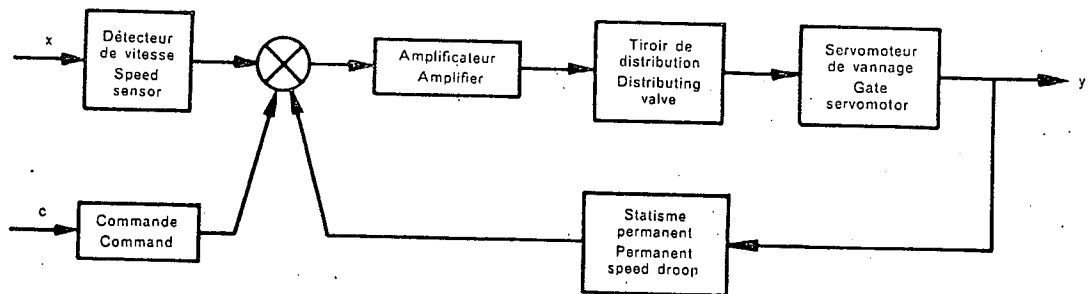 x
Détecteur
de vitesse
Speed
sensor
Amplificateur
Amplifier
Tiroir de
distribution
Distributing
valve
Servomoteur
de vannage
Gate
servomotor
y
c
Commande
Command
Statisme
permanent
Permanent
speed droop